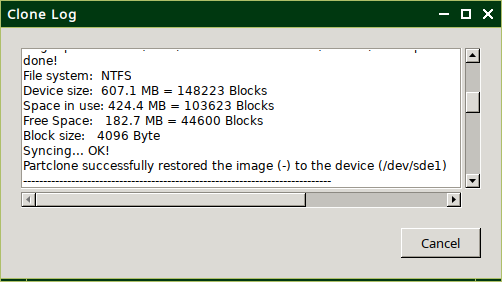 Clone Log
done!
File system:  NTFS
Device size:  607.1 MB = 148223 Blocks
Space in use: 424.4 MB = 103623 Blocks
Free Space:   182.7 MB = 44600 Blocks
Block size:   4096 Byte
Syncing... OK!
Partclone successfully restored the image (-) to the device (/dev/sde1)
------------------------------------------------------------------------------
Cancel